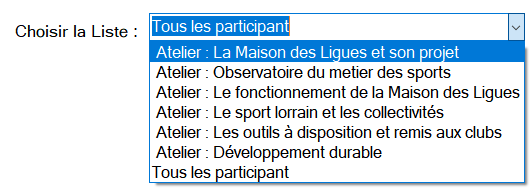 Choisir la Liste :
Tous les participant
Atelier : La Maison des Ligues et son projet
Atelier : Observatoire du metier des sports
Atelier : Le fonctionnement de la Maison des Ligues
Atelier : Le sport lorrain et les collectivités
Atelier : Les outils à disposition et remis aux clubs
Atelier : Développement durable
Tous les participant